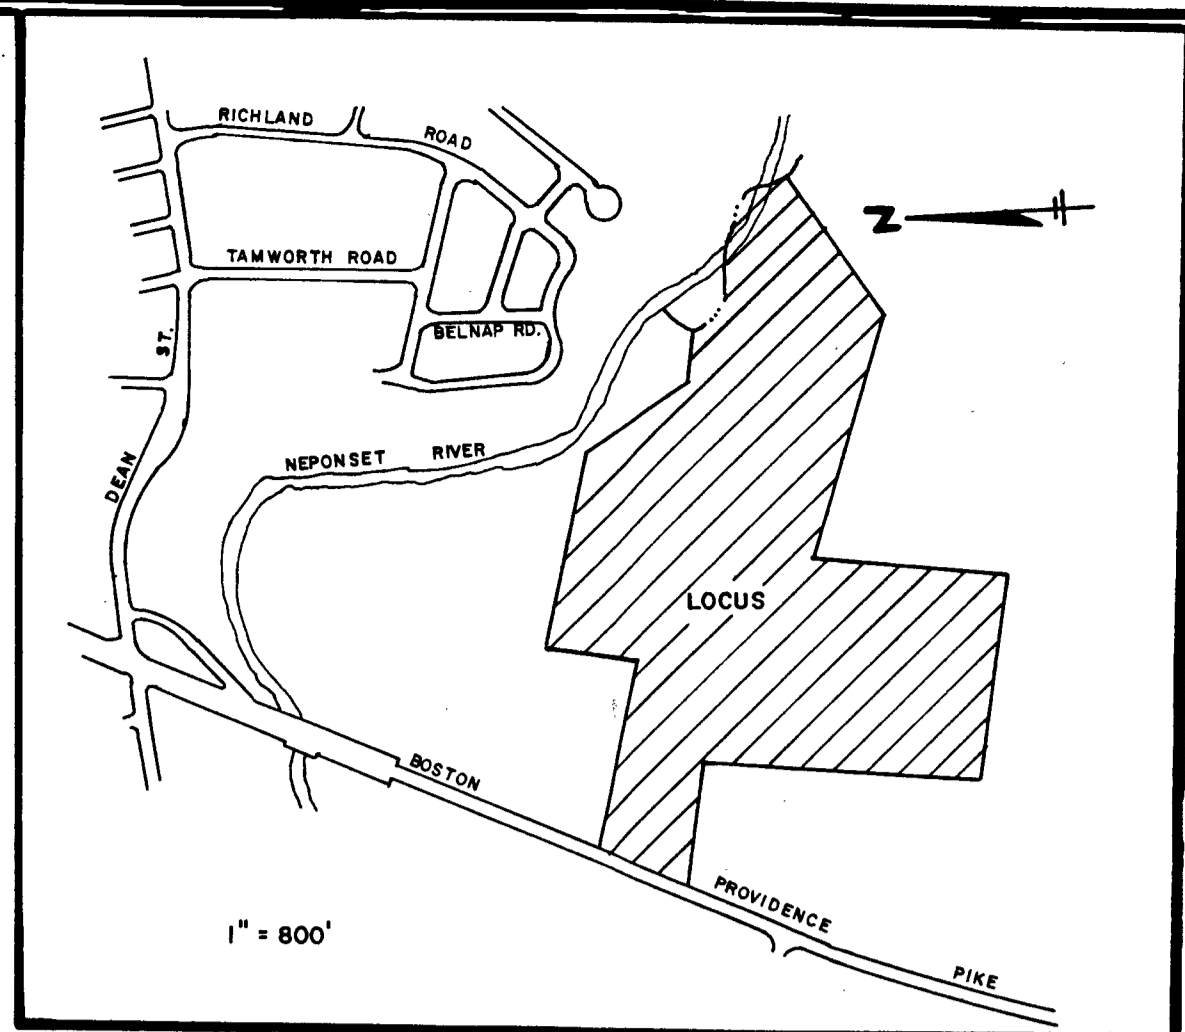 RICHLAND ROAD
N
TAMWORTH ROAD
BELNAP RD.
DEAN ST.
NEPONSET RIVER
LOCUS
BOSTON PROVIDENCE PIKE
1" = 800'